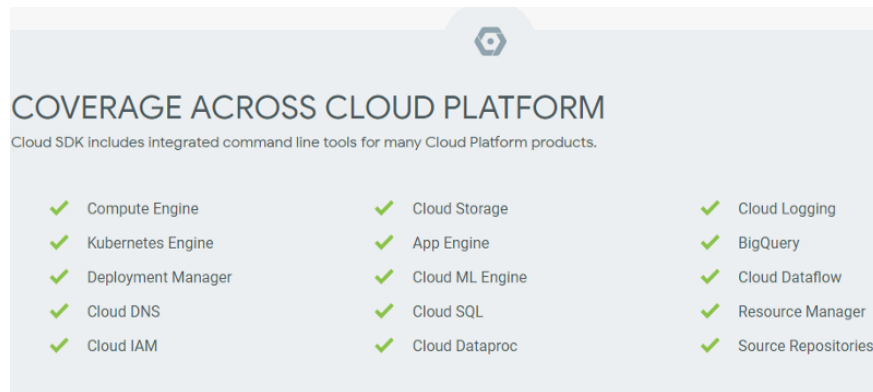 COVERAGE ACROSS CLOUD PLATFORM
Cloud SDK includes integrated command line tools for many Cloud Platform products.
Compute Engine
Kubernetes Engine
Deployment Manager
Cloud DNS
Cloud IAM
Cloud Storage
App Engine
Cloud ML Engine
Cloud SQL
Cloud Dataproc
Cloud Logging
BigQuery
Cloud Dataflow
Resource Manager
Source Repositories